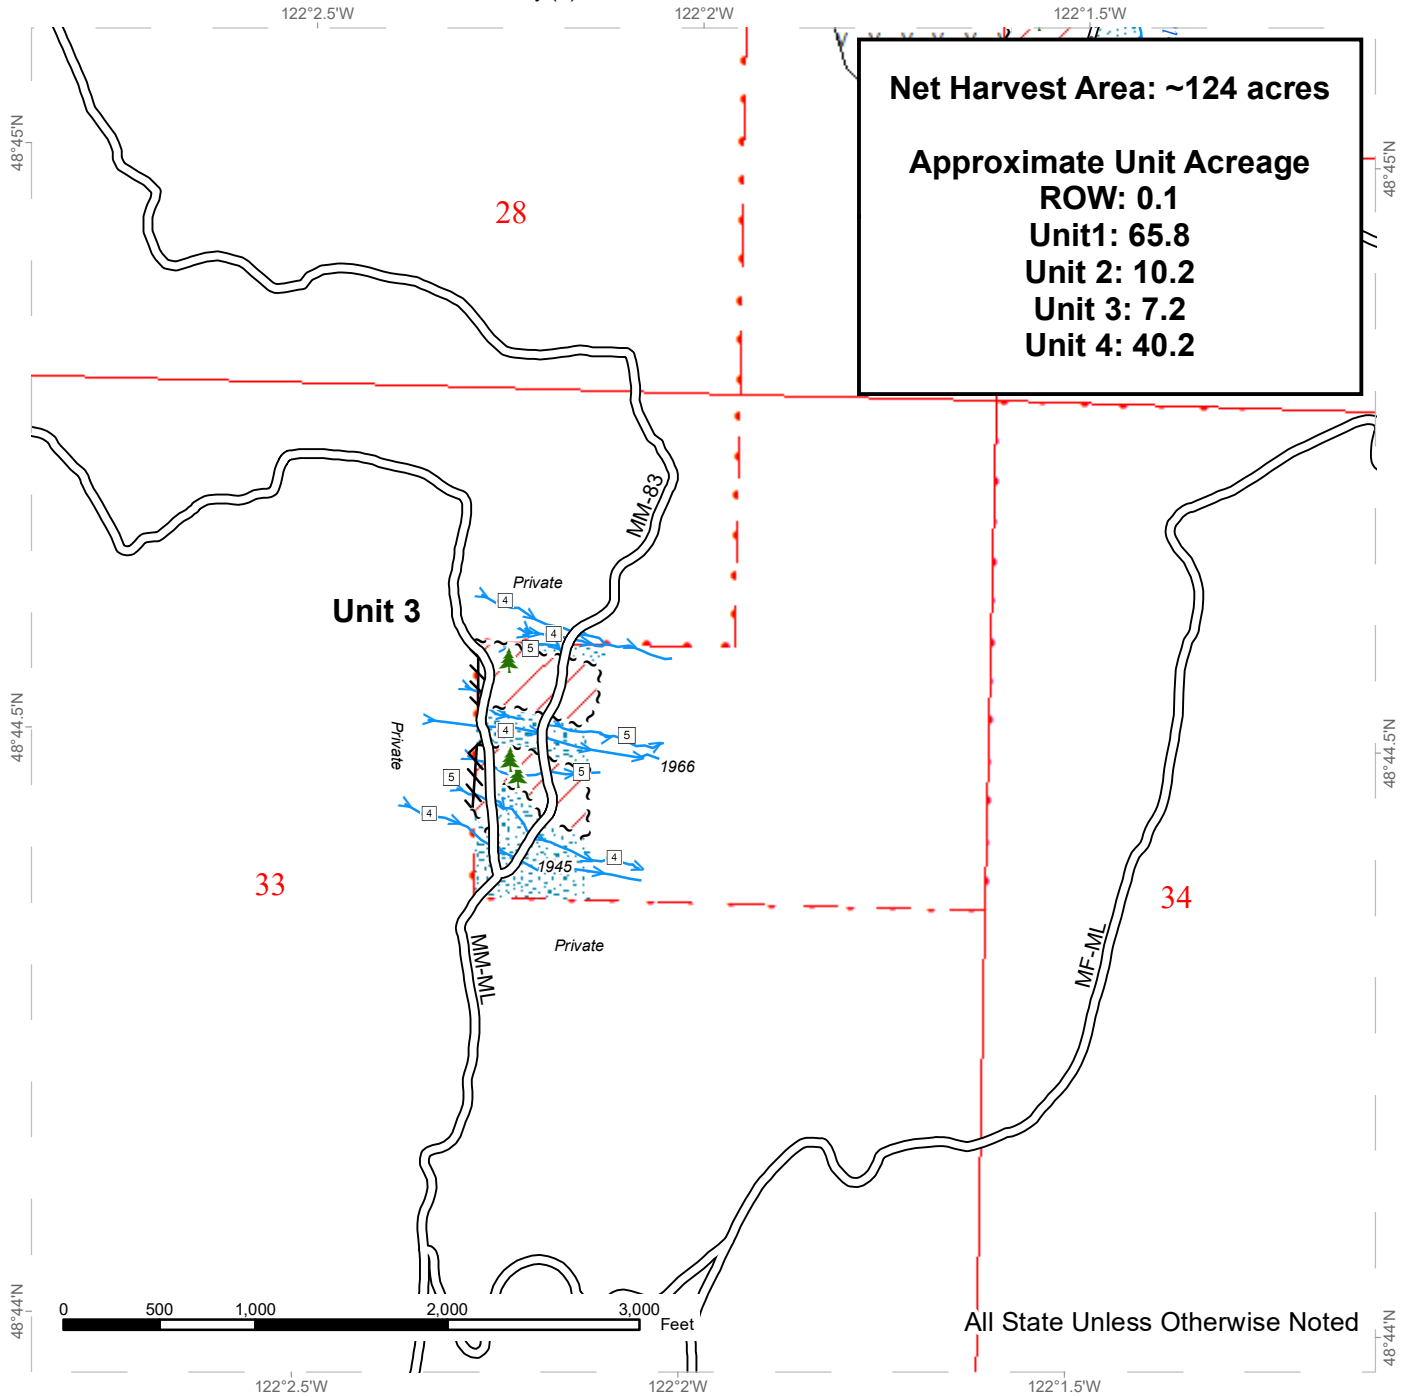 122°2.5'W
122°2'W
122°1.5'W
48°45'N
48°45'N
Net Harvest Area: ~124 acres
Approximate Unit Acreage
ROW: 0.1
Unit1: 65.8
Unit 2: 10.2
Unit 3: 7.2
Unit 4: 40.2
28
MM-83
Private
Unit 3
4
4
5
48°44.5'N
48°44.5'N
Private
4
5
1966
5
5
4
4
1945
33
34
Private
MM-ML
MF-ML
0
500
1,000
2,000
3,000
Feet
All State Unless Otherwise Noted
48°44'N
48°44'N
122°2.5'W
122°2'W
122°1.5'W